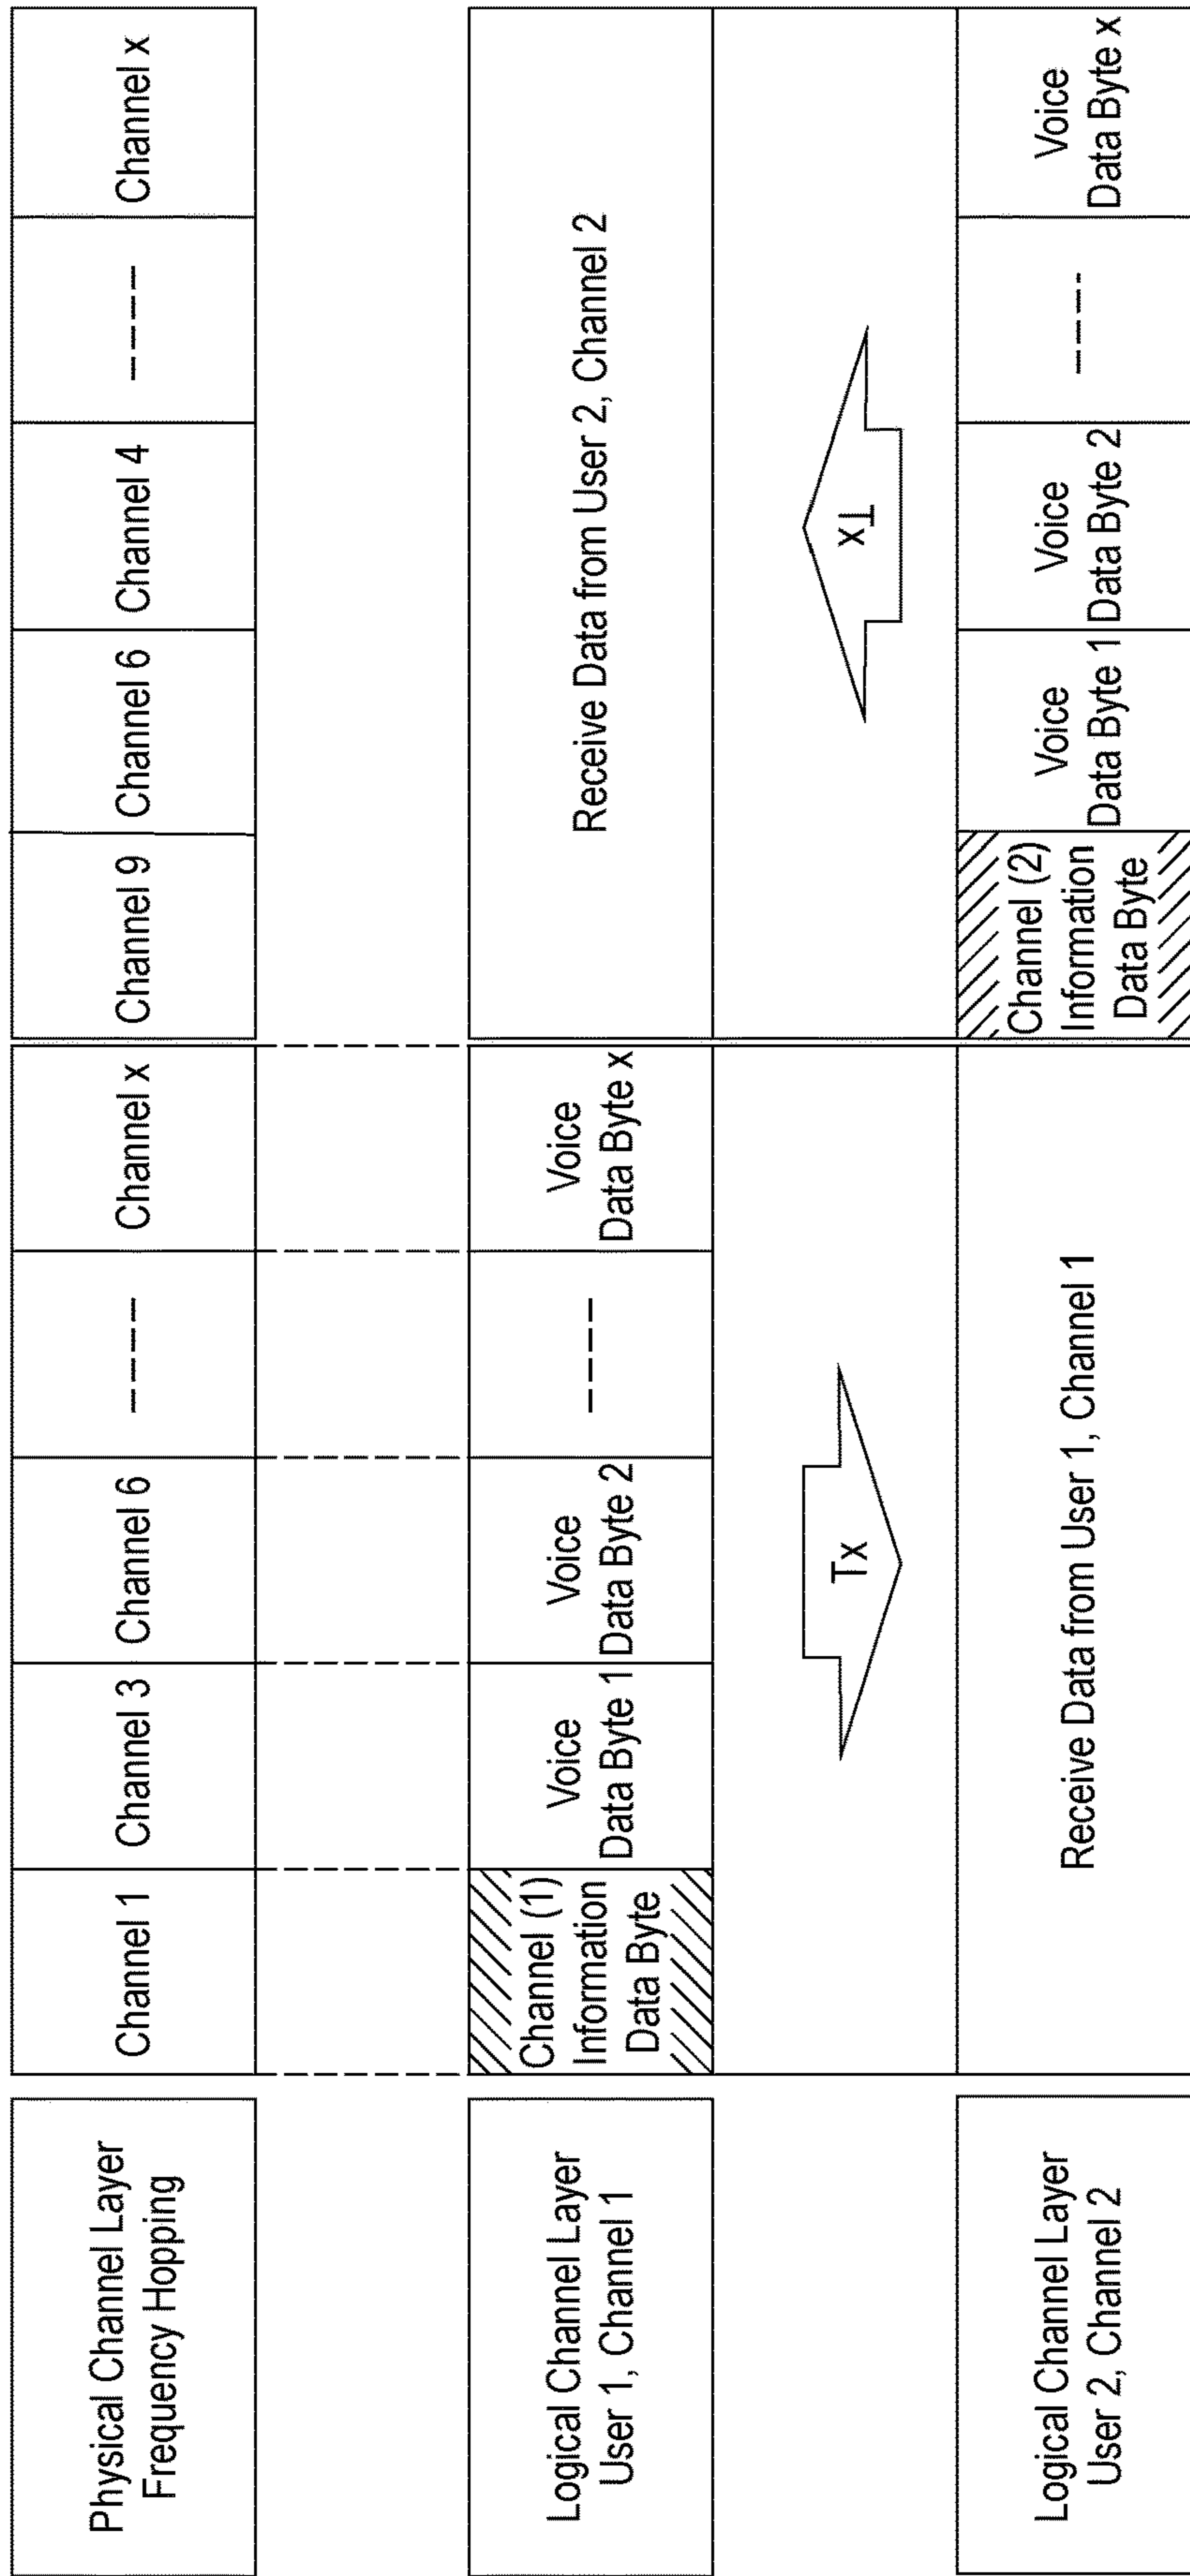 Physical Channel Layer
Frequency Hopping
Channel 1
Channel 3
Channel 6
----
Channel x
Channel 9
Channel 6
Channel 4
----
Channel x
Logical Channel Layer
User 1, Channel 1
Channel (1)
Information
Data Byte
Voice
Data Byte 1
Voice
Data Byte 2
----
Voice
Data Byte x
Receive Data from User 2, Channel 2
Tx
Tx
Logical Channel Layer
User 2, Channel 2
Receive Data from User 1, Channel 1
Channel (2)
Information
Data Byte
Voice
Data Byte 1
Voice
Data Byte 2
----
Voice
Data Byte x